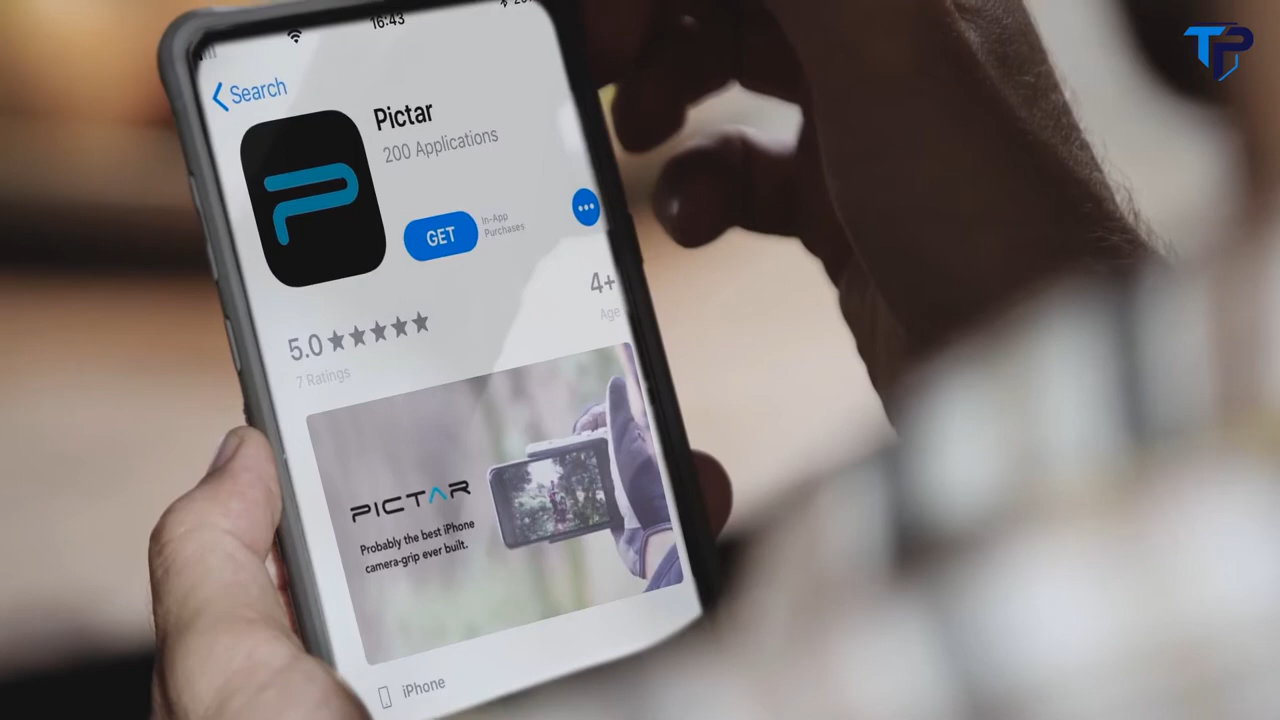 16:43
Search
Pictar
200 Applications
GET
In-App
Purchases
5.0
7 Ratings
4+
Age
PICTAR
Probably the best iPhone
camera-grip ever built.
iPhone
TP